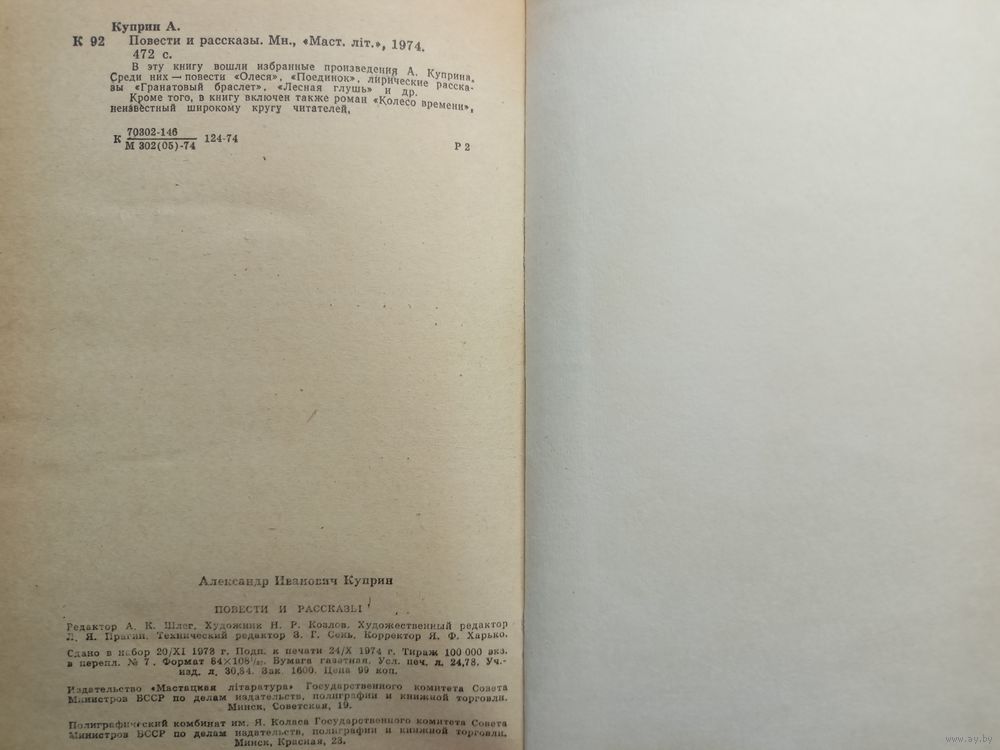 Куприн А.
К 92 Повести и рассказы. Мн., «Маст. літ.», 1974.
472 с.
В эту книгу вошли избранные произведения А. Куприна.
Среди них — повести «Олеся», «Поединок», лирические расска-
зы «Гранатовый браслет», «Лесная глушь» и др.
Кроме того, в книгу включен также роман «Колесо времени»,
неизвестный широкому кругу читателей.
К 70302-146
М 302(05)-74 124-74 Р 2
Александр Иванович Куприн
ПОВЕСТИ И РАССКАЗЫ
Редактор А. К. Шлег. Художник Н. Р. Козлов. Художественный редактор
Л. Я. Прагин. Технический редактор З. Г. Сень. Корректор Я. Ф. Харько.
Сдано в набор 20/XI 1973 г. Подп. к печати 24/X 1974 г. Тираж 100 000 экз.
в перепл. № 7. Формат 84×108¹/₃₂. Бумага газетная. Усл. печ. л. 24,78. Уч.-
изд. л. 30,84. Зак. 1600. Цена 99 коп.
Издательство «Мастацкая літаратура» Государственного комитета Совета
Министров БССР по делам издательств, полиграфии и книжной торговли.
Минск, Советская, 19.
Полиграфический комбинат им. Я. Коласа Государственного комитета Совета
Министров БССР по делам издательств, полиграфии и книжной торговли.
Минск, Красная, 23.
www.ay.by